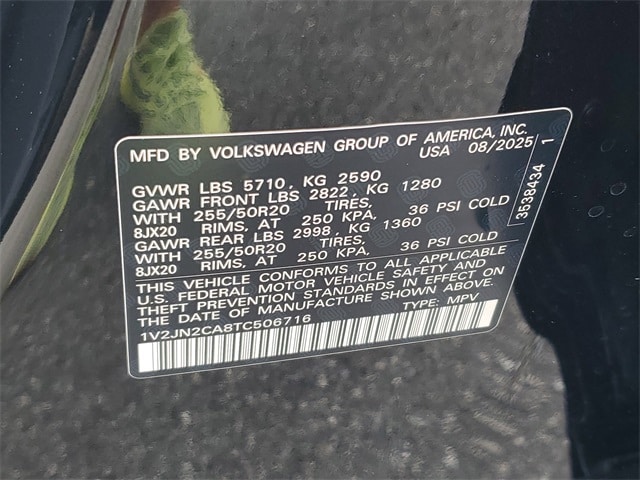 MFD BY VOLKSWAGEN GROUP OF AMERICA, INC.
USA 08/2025
GVWR LBS 5710, KG 2590
GAWR FRONT LBS 2822, KG 1280
WITH 255/50R20 TIRES,
8JX20 RIMS, AT 250 KPA, 36 PSI COLD
GAWR REAR LBS 2998, KG 1360
WITH 255/50R20 TIRES,
8JX20 RIMS, AT 250 KPA, 36 PSI COLD
THIS VEHICLE CONFORMS TO ALL APPLICABLE
U.S. FEDERAL MOTOR VEHICLE SAFETY AND
THEFT PREVENTION STANDARDS IN EFFECT ON
THE DATE OF MANUFACTURE SHOWN ABOVE.
1V2JN2CA8TC506716 TYPE: MPV
3538434 1